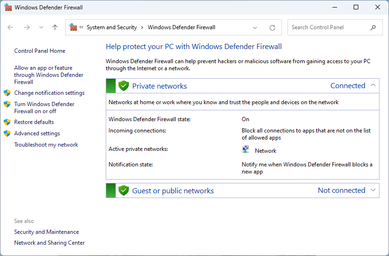 Windows Defender Firewall
System and Security > Windows Defender Firewall
Search Control Panel
Control Panel Home
Allow an app or feature
through Windows Defender
Firewall
Change notification settings
Turn Windows Defender
Firewall on or off
Restore defaults
Advanced settings
Troubleshoot my network
See also
Security and Maintenance
Network and Sharing Center
Help protect your PC with Windows Defender Firewall
Windows Defender Firewall can help prevent hackers or malicious software from gaining access to your PC
through the Internet or a network.
Private networks Connected
Networks at home or work where you know and trust the people and devices on the network
Windows Defender Firewall state: On
Incoming connections: Block all connections to apps that are not on the list
of allowed apps
Active private networks: Network
Notification state: Notify me when Windows Defender Firewall blocks a
new app
Guest or public networks Not connected